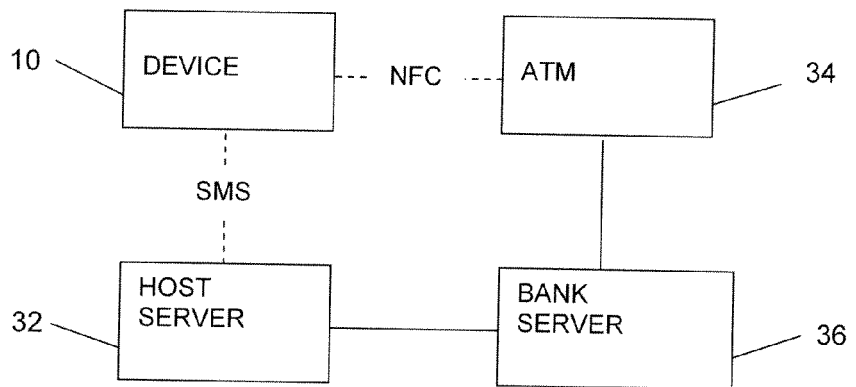 10
DEVICE
NFC
ATM
34
SMS
32
HOST
SERVER
BANK
SERVER
36